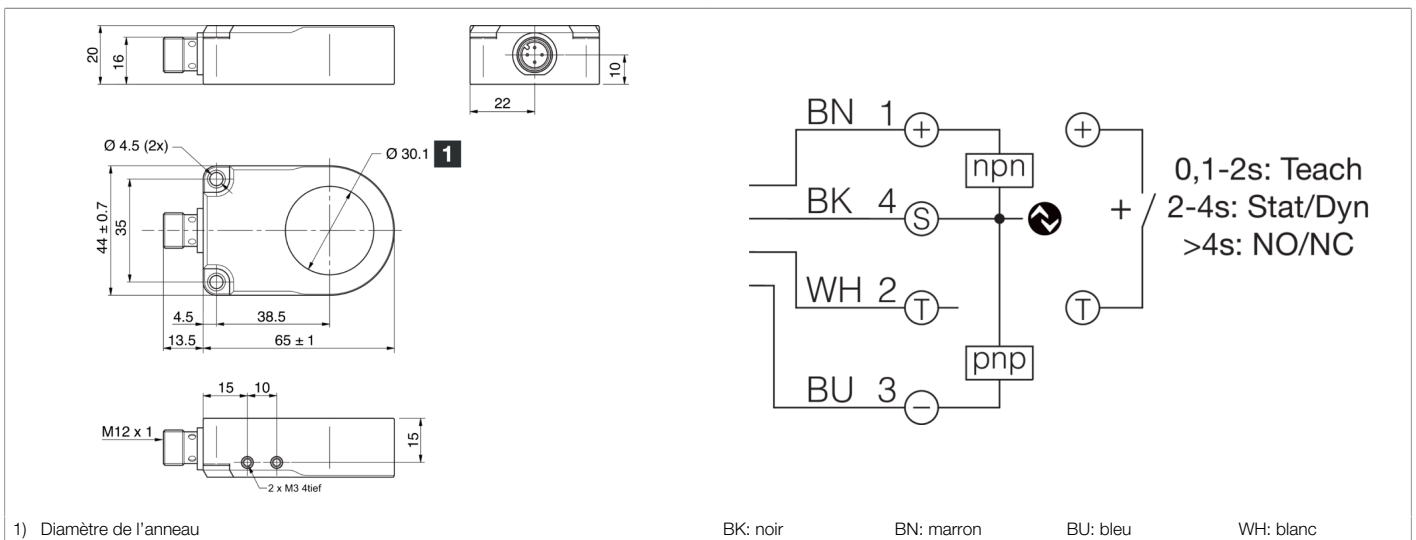 20
16
10
22
Ø 4.5 (2x)
Ø 30.1 1
44 ± 0.7
35
4.5
38.5
13.5
65 ± 1
15
10
M12 x 1
15
2 x M3 4tief
BN 1 +
npn
BK 4 S
WH 2 T
pnp
BU 3 −
+
+
T
0,1-2s: Teach
2-4s: Stat/Dyn
>4s: NO/NC
1) Diamètre de l’anneau
BK: noir BN: marron BU: bleu WH: blanc